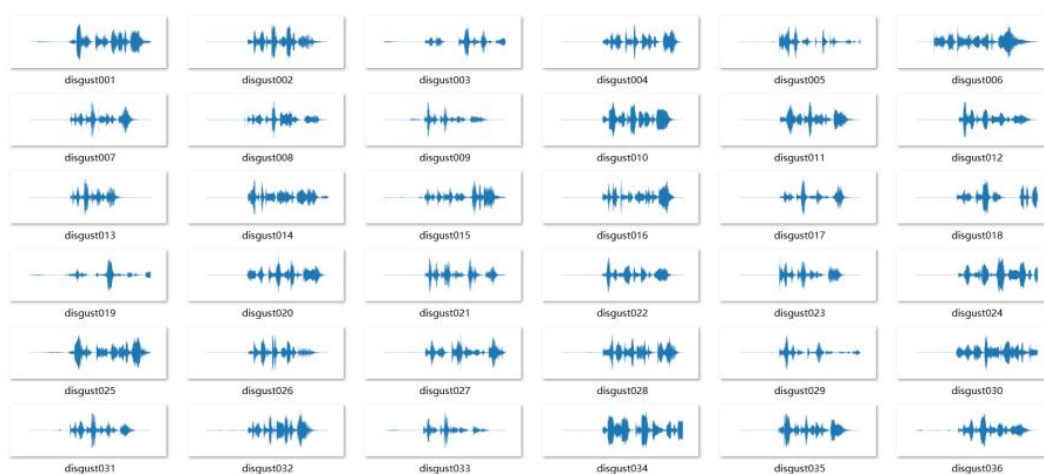 disgust001 disgust002 disgust003 disgust004 disgust005 disgust006
disgust007 disgust008 disgust009 disgust010 disgust011 disgust012
disgust013 disgust014 disgust015 disgust016 disgust017 disgust018
disgust019 disgust020 disgust021 disgust022 disgust023 disgust024
disgust025 disgust026 disgust027 disgust028 disgust029 disgust030
disgust031 disgust032 disgust033 disgust034 disgust035 disgust036